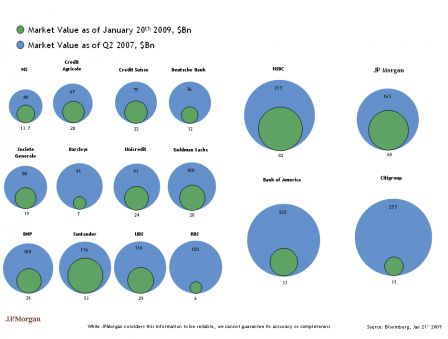 Market Value as of January 20th 2009, $Bn
Market Value as of Q2 2007, $Bn
MS
Credit Agricole
Credit Suisse
Deutsche Bank
HSBC
JP Morgan
49
67
75
76
215
165
13.7
20
22
12
82
60
Societe Generale
Barclays
Unicredit
Goldman Sachs
80
91
93
100
19
7
24
20
Bank of America
Citigroup
220
255
33
15
BNP
Santander
UBS
RBS
108
116
116
120
26
53
29
4
J.P.Morgan
While JPMorgan considers this information to be reliable, we cannot guarantee its accuracy or completeness
Source: Bloomberg, Jan 21st 2009